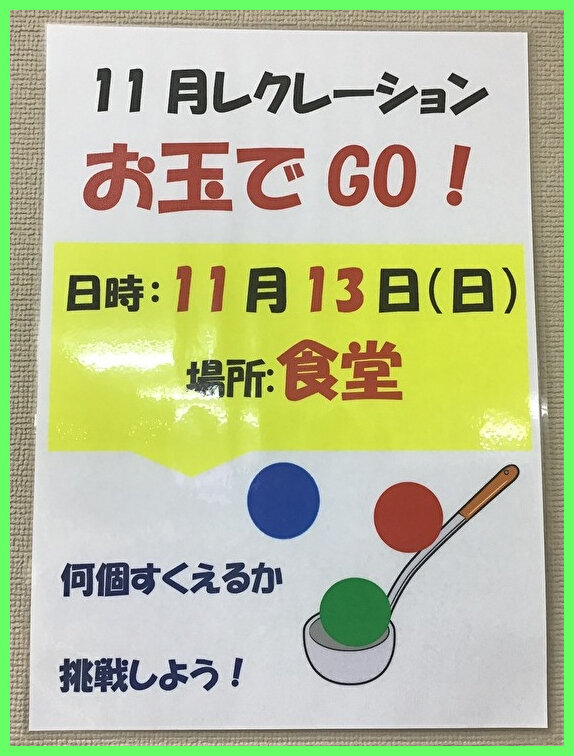 11月レクレーション
お玉でGO！
日時：11月13日（日）
場所：食堂
何個すくえるか
挑戦しよう！